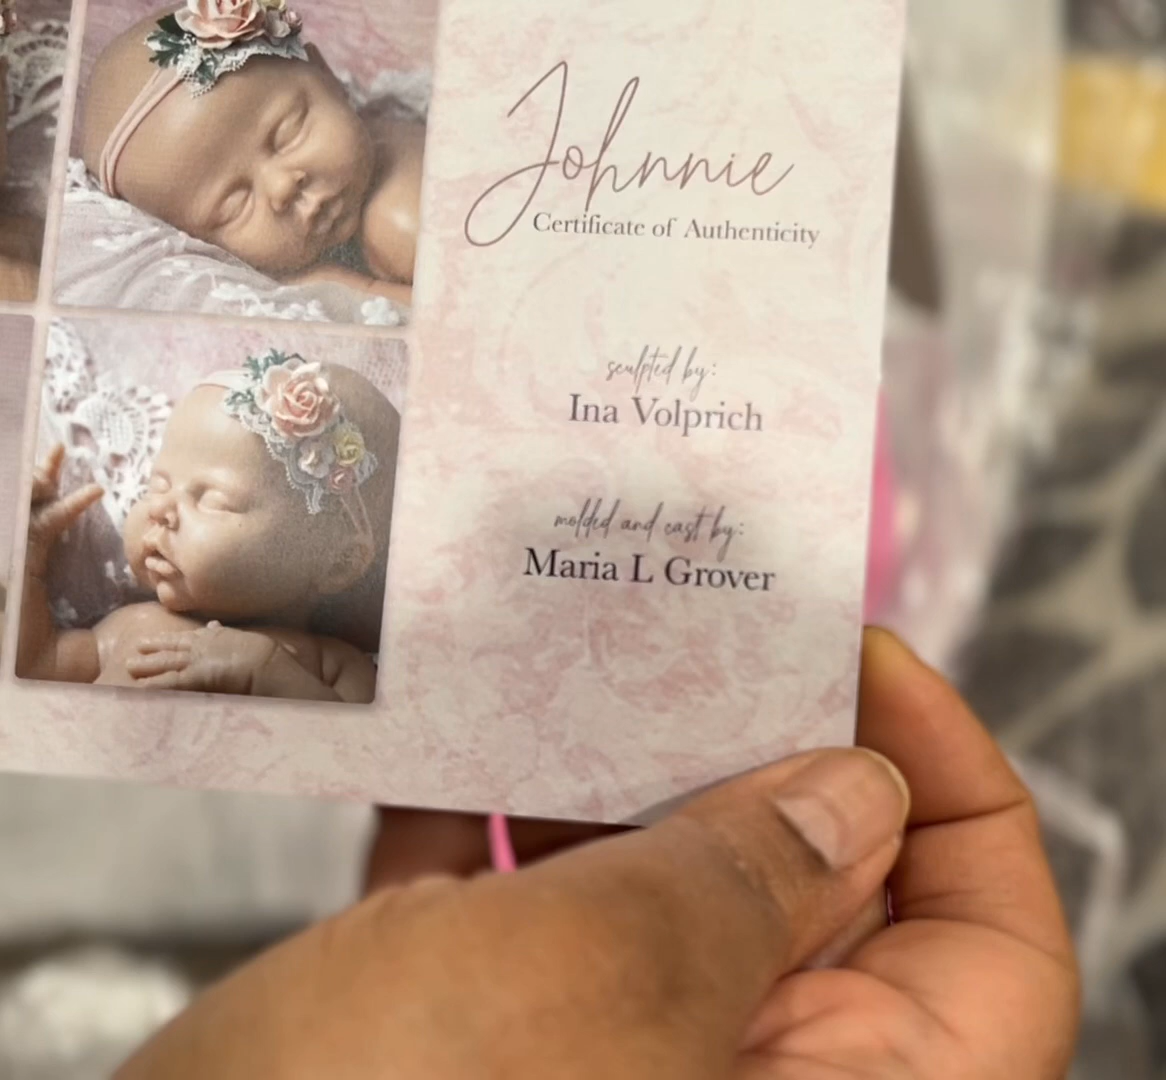 Johnnie
Certificate of Authenticity
sculpted by:
Ina Volprich
molded and cast by:
Maria L Grover